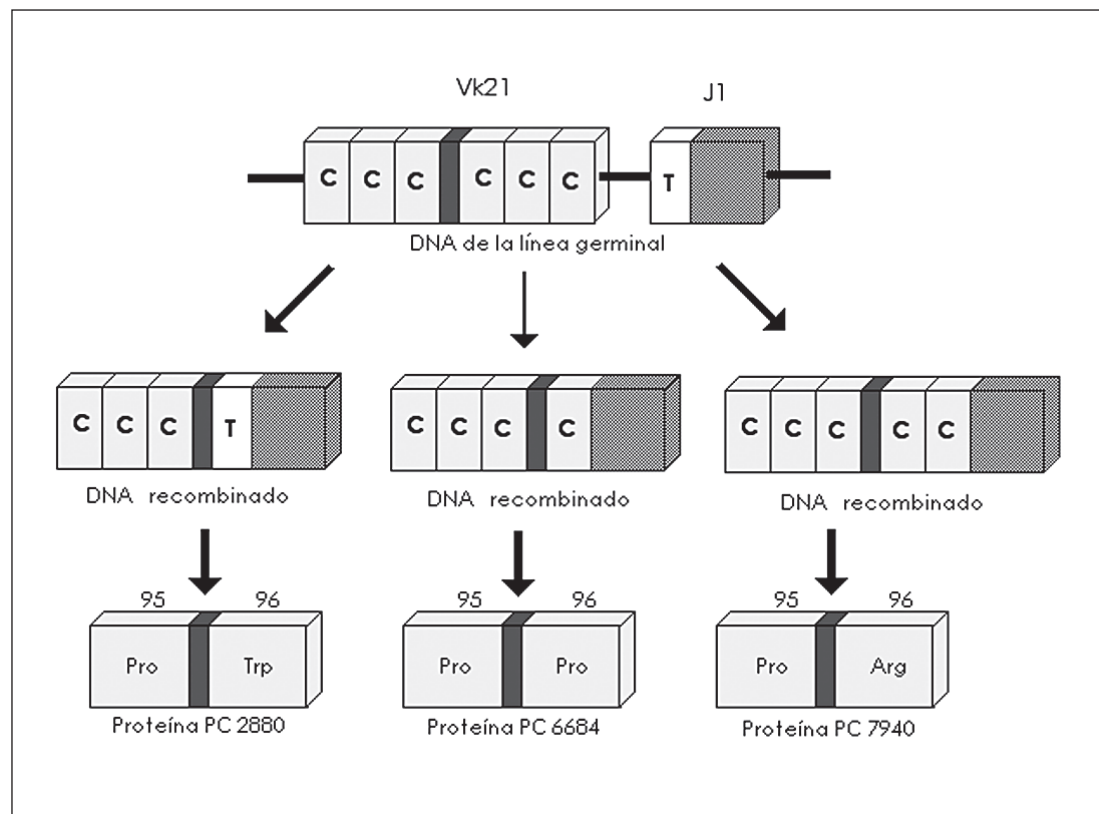 Vk21 J1
C C C C C C T
DNA de la línea germinal
C C C T C C C C C C C C C
DNA recombinado DNA recombinado DNA recombinado
95 96 95 96 95 96
Pro Trp Pro Pro Pro Arg
Proteína PC 2880 Proteína PC 6684 Proteína PC 7940